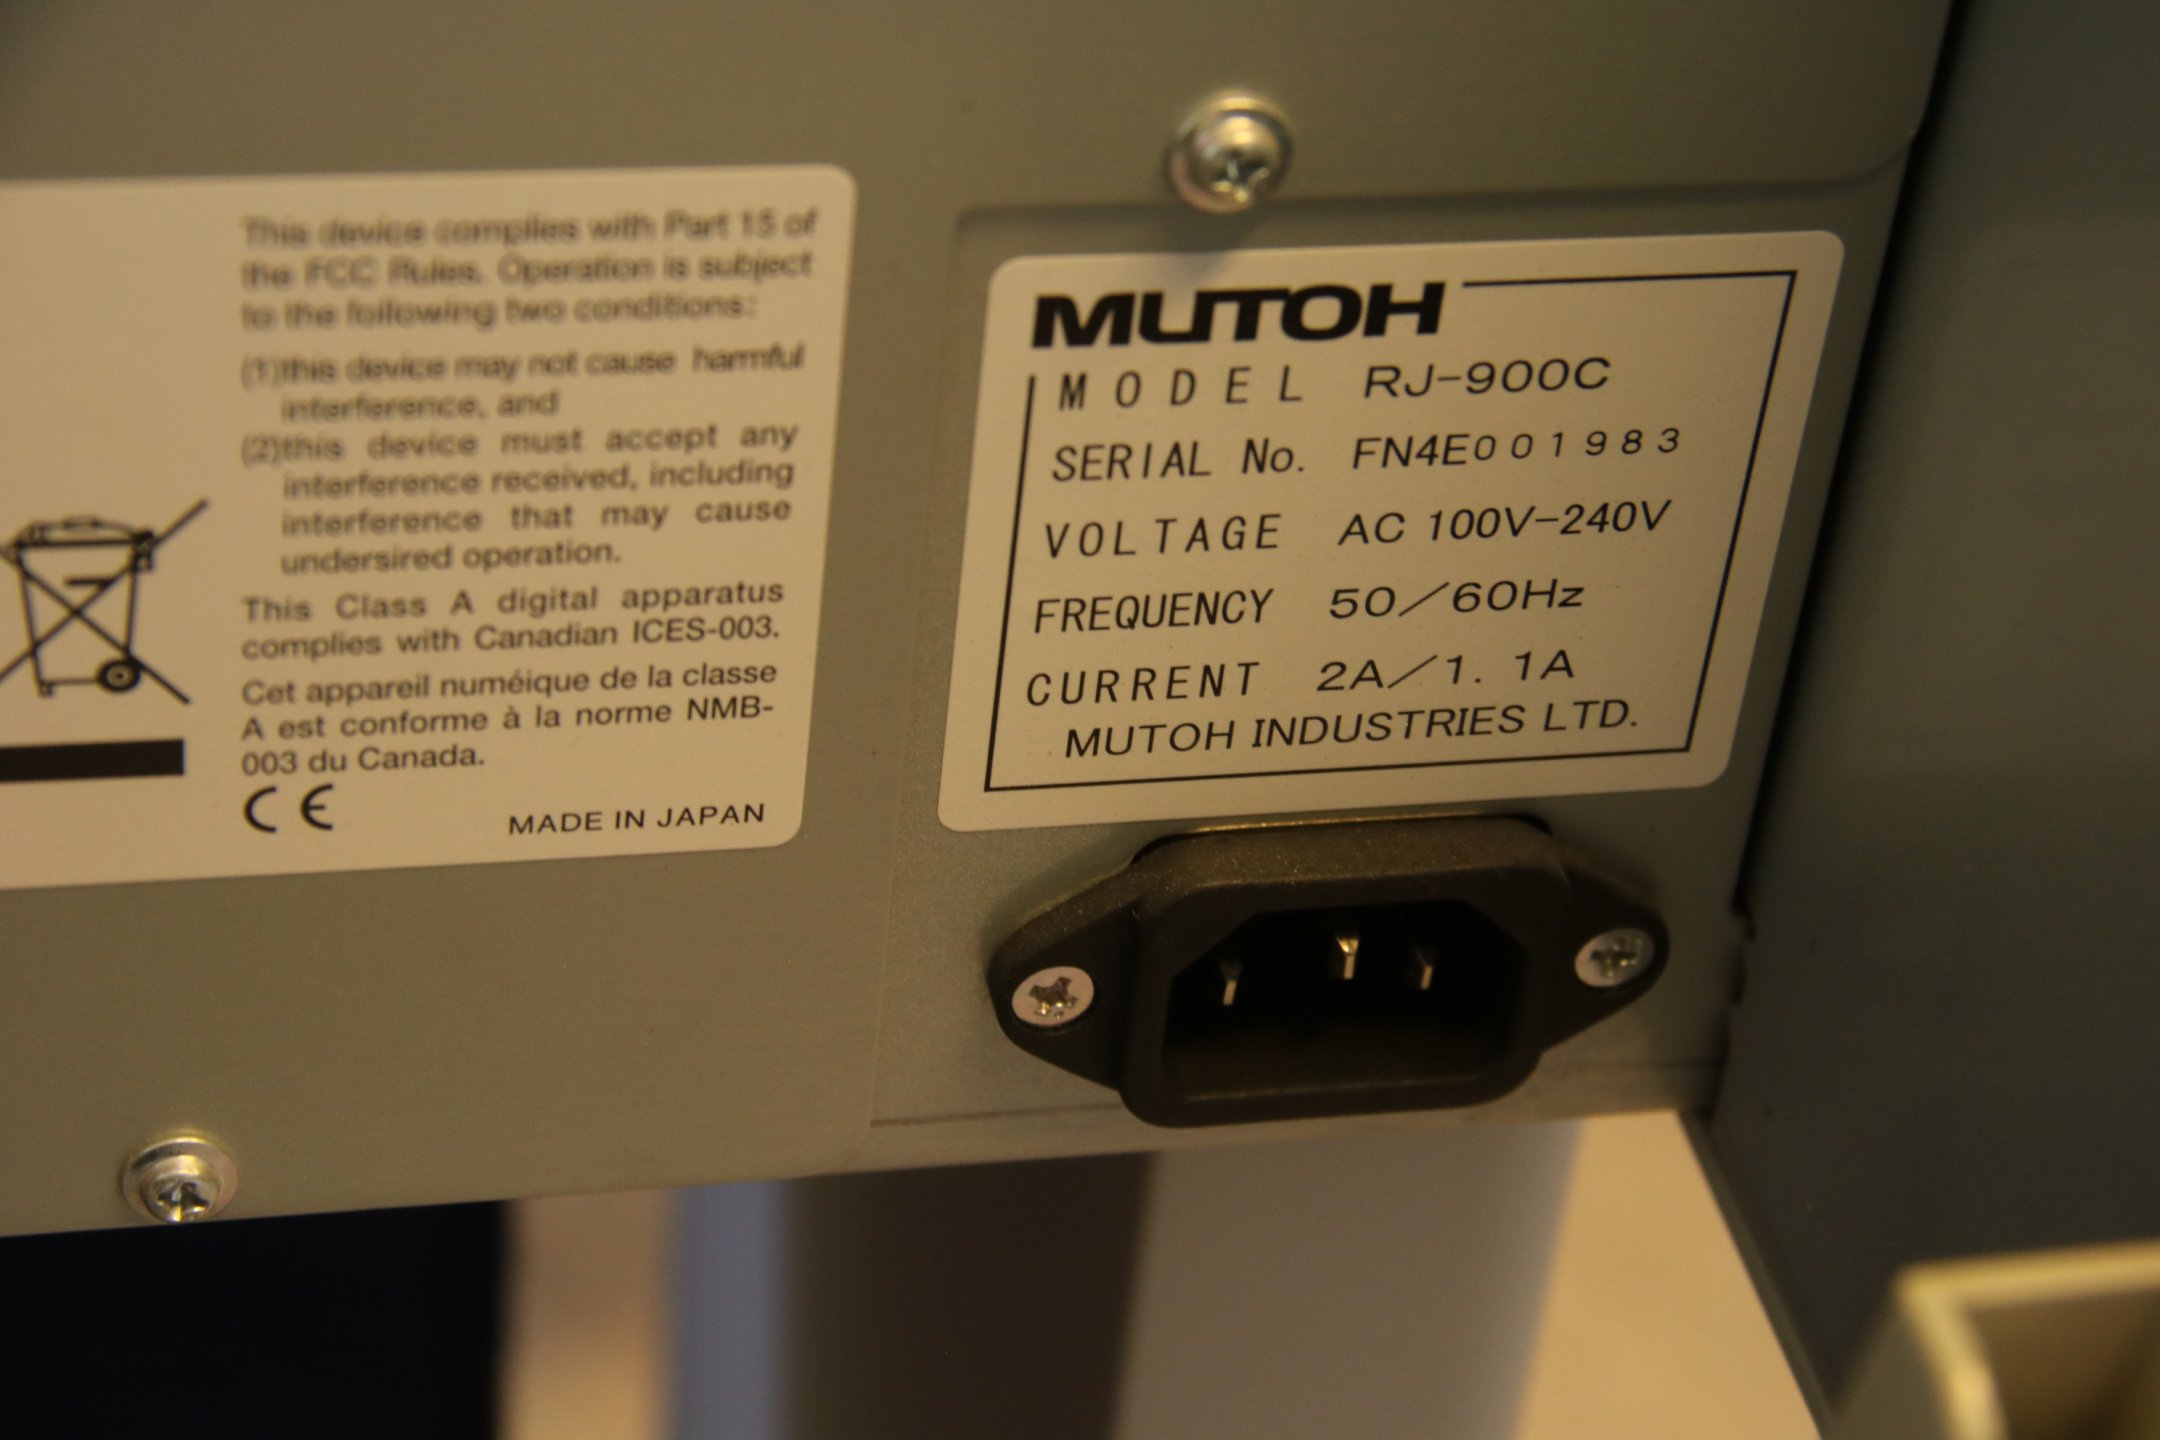 This device complies with Part 15 of
the FCC Rules. Operation is subject
to the following two conditions:
(1)this device may not cause harmful
interference, and
(2)this device must accept any
interference received, including
interference that may cause
undersired operation.
This Class A digital apparatus
complies with Canadian ICES-003.
Cet appareil numéique de la classe
A est conforme à la norme NMB-
003 du Canada.
CE
MADE IN JAPAN
MUTOH
MODEL RJ-900C
SERIAL No. FN4E001983
VOLTAGE AC 100V-240V
FREQUENCY 50/60Hz
CURRENT 2A/1.1A
MUTOH INDUSTRIES LTD.